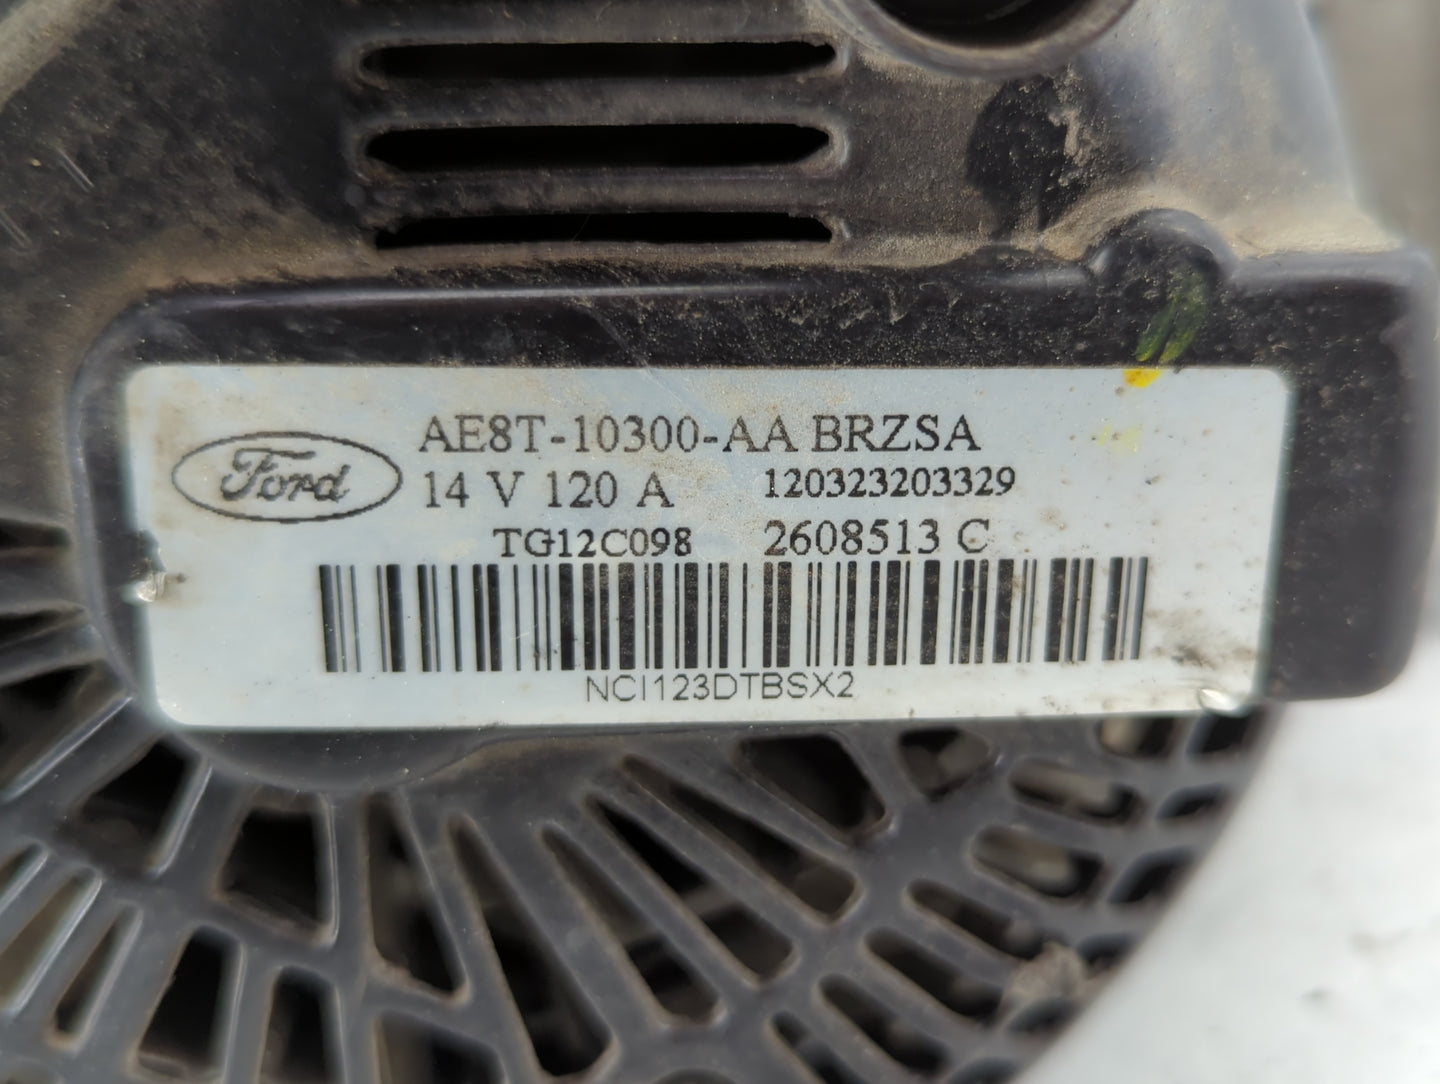 AE8T-10300-AA BRZSA
Ford
14 V 120 A 120323203329
TG12C098 2608513 C
NCI123DTBSX2